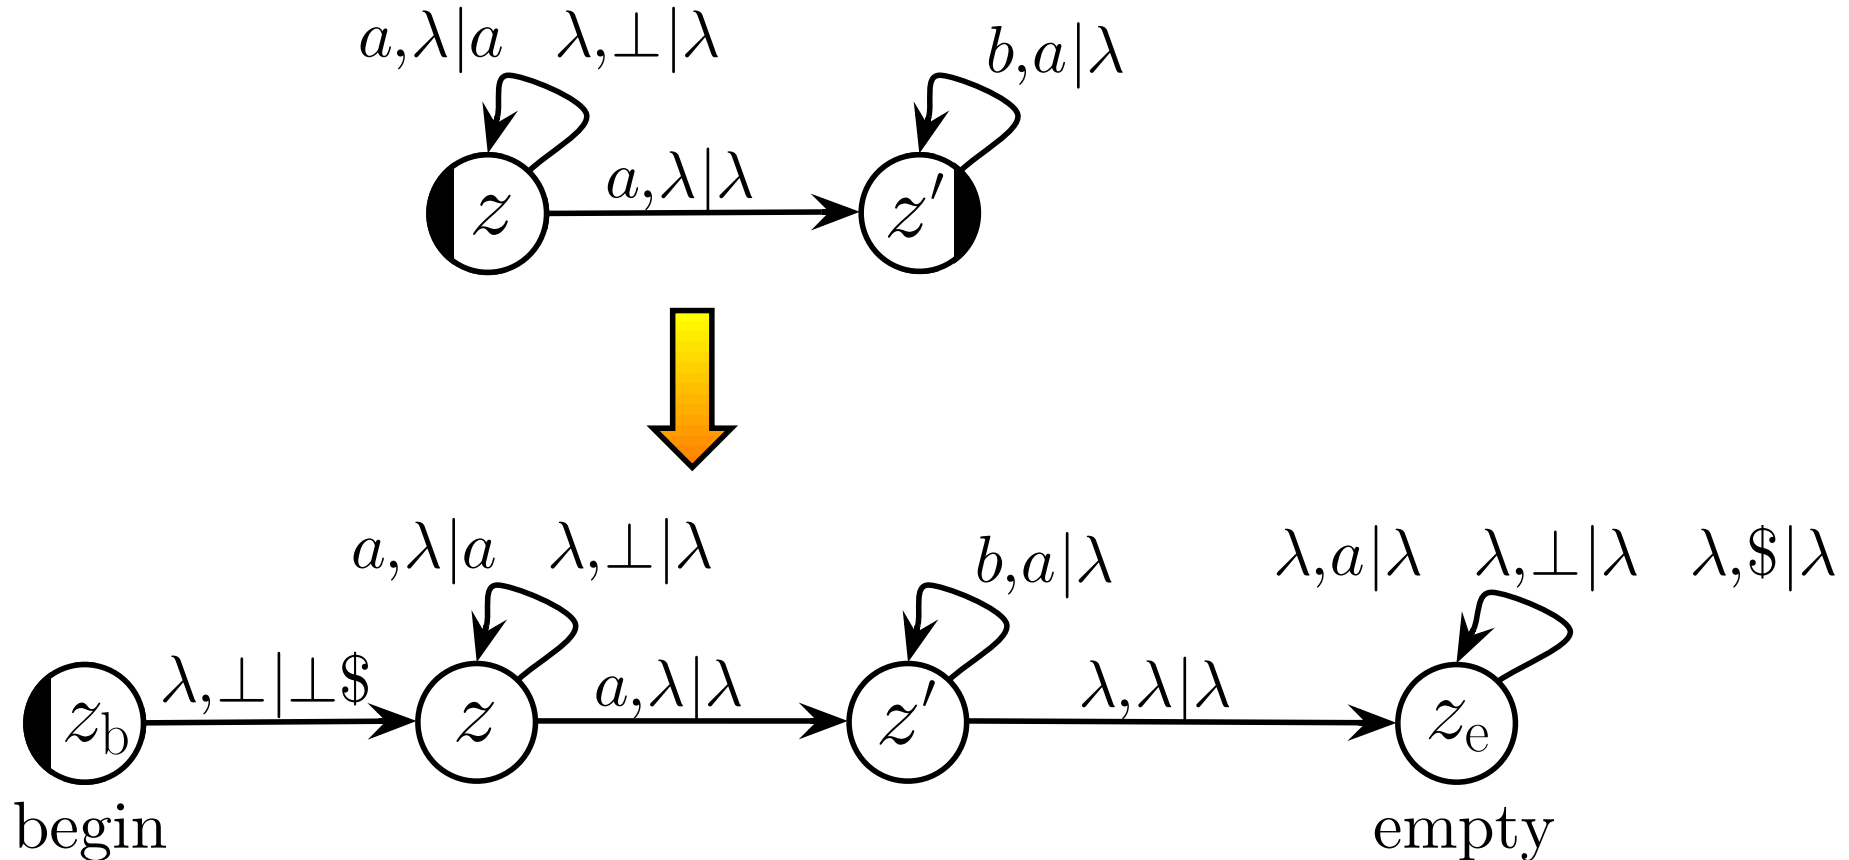 a,λ|a λ,⊥|λ b,a|λ
z a,λ|λ z′
a,λ|a λ,⊥|λ b,a|λ λ,a|λ λ,⊥|λ λ,$|λ
z_b λ,⊥|⊥$ z a,λ|λ z′ λ,λ|λ z_e
begin empty